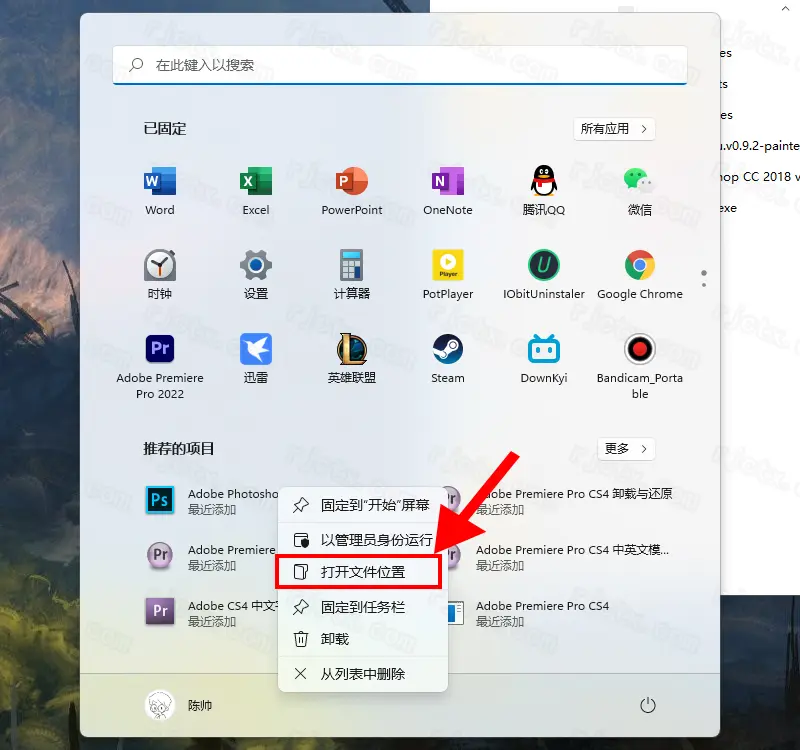 在此键入以搜索
已固定
所有应用
Word
Excel
PowerPoint
OneNote
腾讯QQ
微信
时钟
设置
计算器
PotPlayer
IObitUninstaller
Google Chrome
Adobe Premiere
Pro 2022
迅雷
英雄联盟
Steam
DownKyi
Bandicam_Porta
ble
推荐的项目
更多
Adobe Photosho
最近添加
Adobe Premiere Pro CS4 卸载与还原
最近添加
Adobe Premiere
最近添加
Adobe Premiere Pro CS4 中英文模...
最近添加
Adobe CS4 中文
最近添加
Adobe Premiere Pro CS4
最近添加
固定到"开始"屏幕
以管理员身份运行
打开文件位置
固定到任务栏
卸载
从列表中删除
陈帅
es
ts
es
u.v0.9.2-painte
hop CC 2018 v
exe